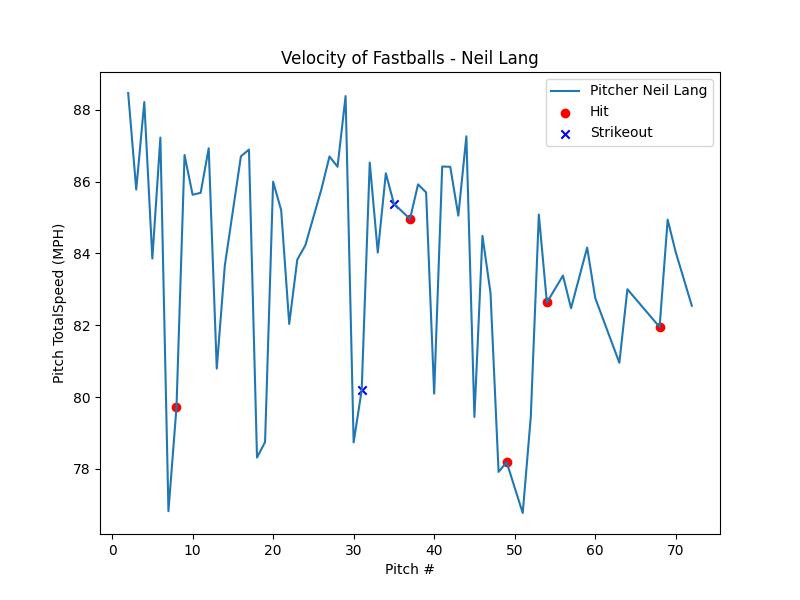 Velocity of Fastballs - Neil Lang
Pitcher Neil Lang
Hit
Strikeout
Pitch TotalSpeed (MPH)
88
86
84
82
80
78
0 10 20 30 40 50 60 70
Pitch #